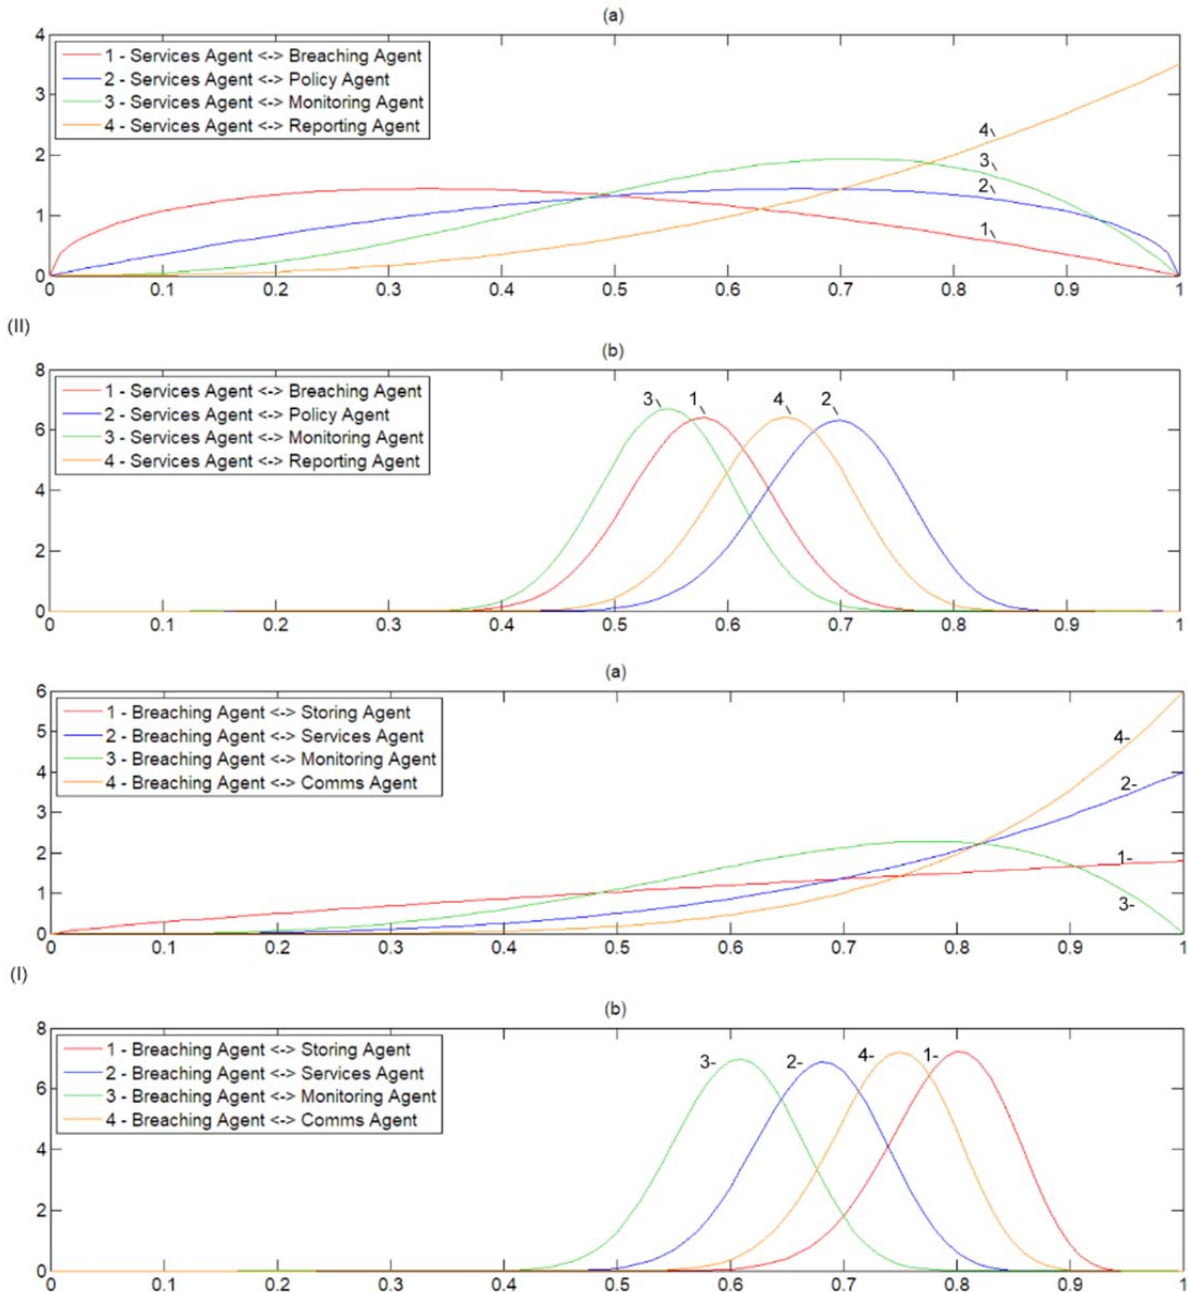 (a)
4
1 - Services Agent <-> Breaching Agent
2 - Services Agent <-> Policy Agent
3 - Services Agent <-> Monitoring Agent
4 - Services Agent <-> Reporting Agent
3
2
1
0
4
3
2
1
0 0.1 0.2 0.3 0.4 0.5 0.6 0.7 0.8 0.9 1
(II)
(b)
8
1 - Services Agent <-> Breaching Agent
2 - Services Agent <-> Policy Agent
3 - Services Agent <-> Monitoring Agent
4 - Services Agent <-> Reporting Agent
6
4
2
0
3 1 4 2
0 0.1 0.2 0.3 0.4 0.5 0.6 0.7 0.8 0.9 1
(a)
6
1 - Breaching Agent <-> Storing Agent
2 - Breaching Agent <-> Services Agent
3 - Breaching Agent <-> Monitoring Agent
4 - Breaching Agent <-> Comms Agent
5
4
3
2
1
0
4-
2-
1-
3-
0 0.1 0.2 0.3 0.4 0.5 0.6 0.7 0.8 0.9 1
(I)
(b)
8
1 - Breaching Agent <-> Storing Agent
2 - Breaching Agent <-> Services Agent
3 - Breaching Agent <-> Monitoring Agent
4 - Breaching Agent <-> Comms Agent
6
4
2
0
3- 2- 4- 1-
0 0.1 0.2 0.3 0.4 0.5 0.6 0.7 0.8 0.9 1